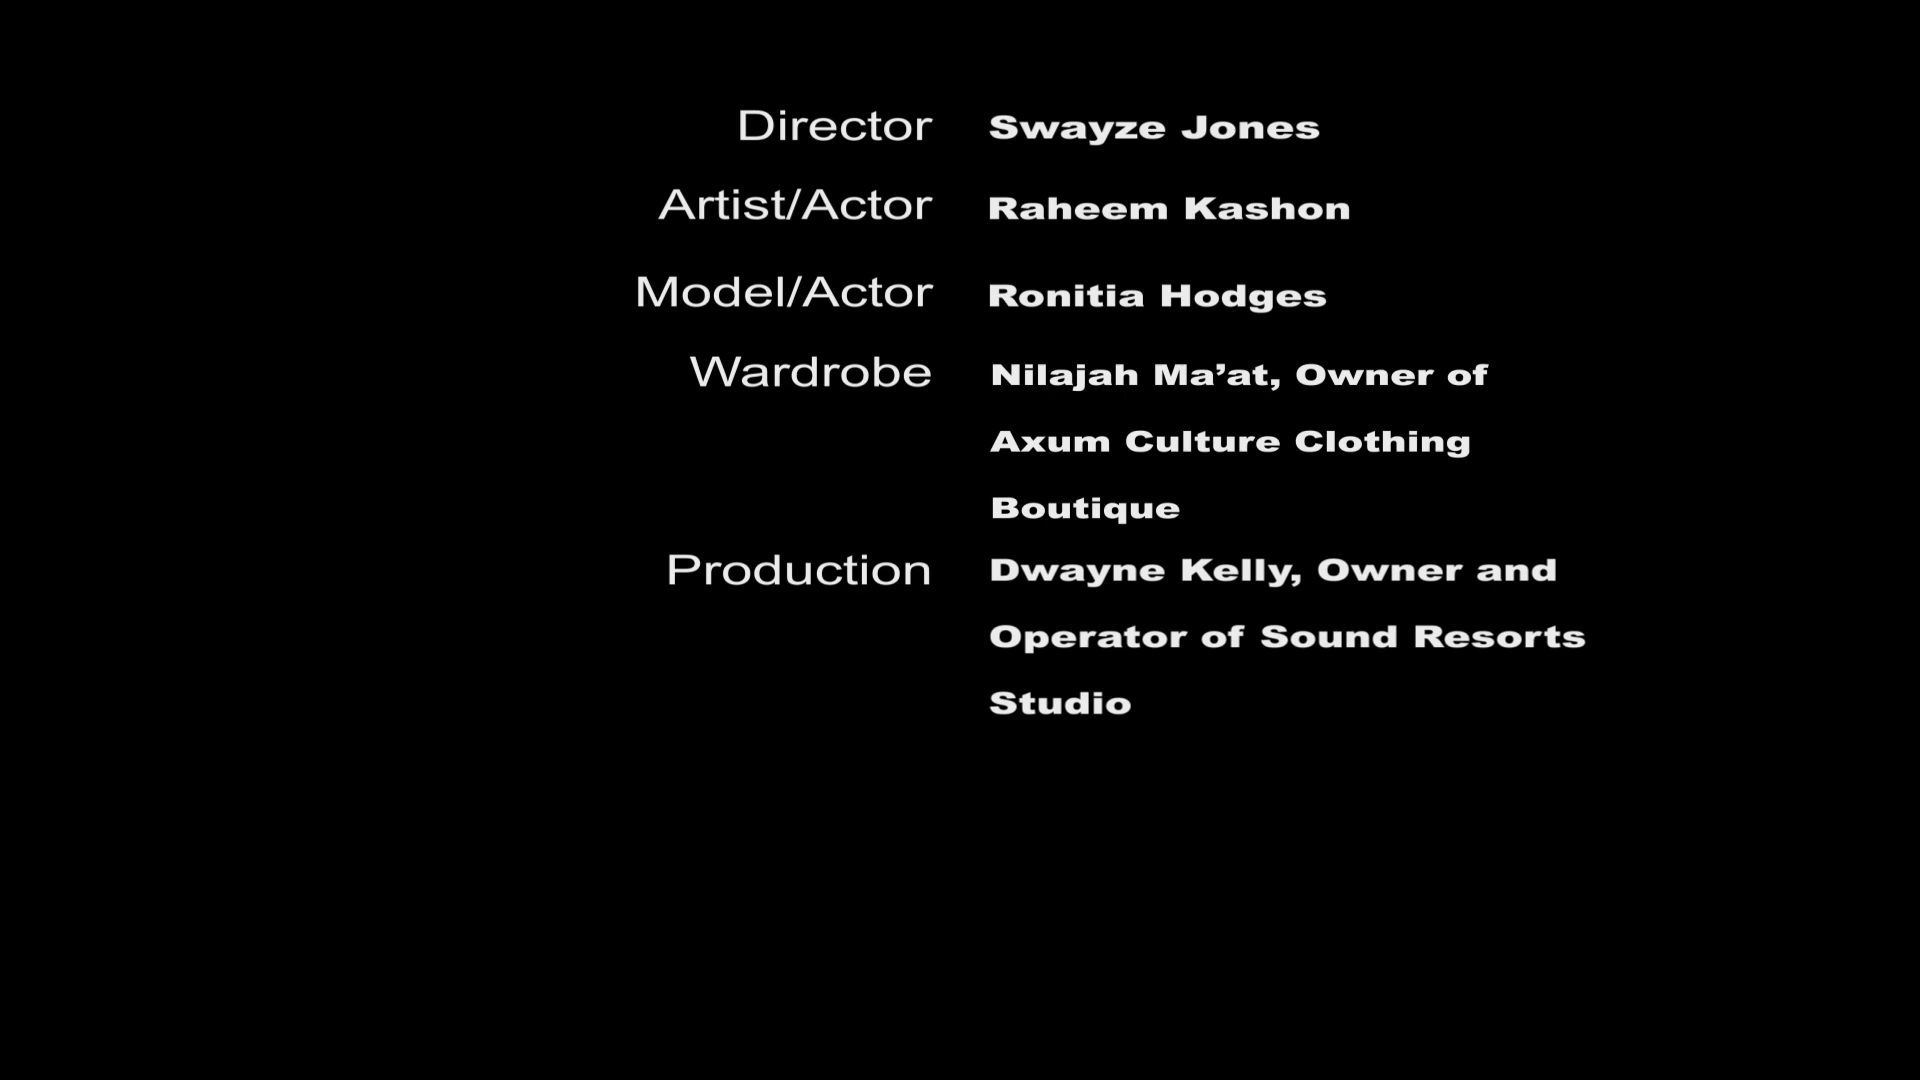 Director Swayze Jones
Artist/Actor Raheem Kashon
Model/Actor Ronitia Hodges
Wardrobe Nilajah Ma’at, Owner of
Axum Culture Clothing
Boutique
Production Dwayne Kelly, Owner and
Operator of Sound Resorts
Studio